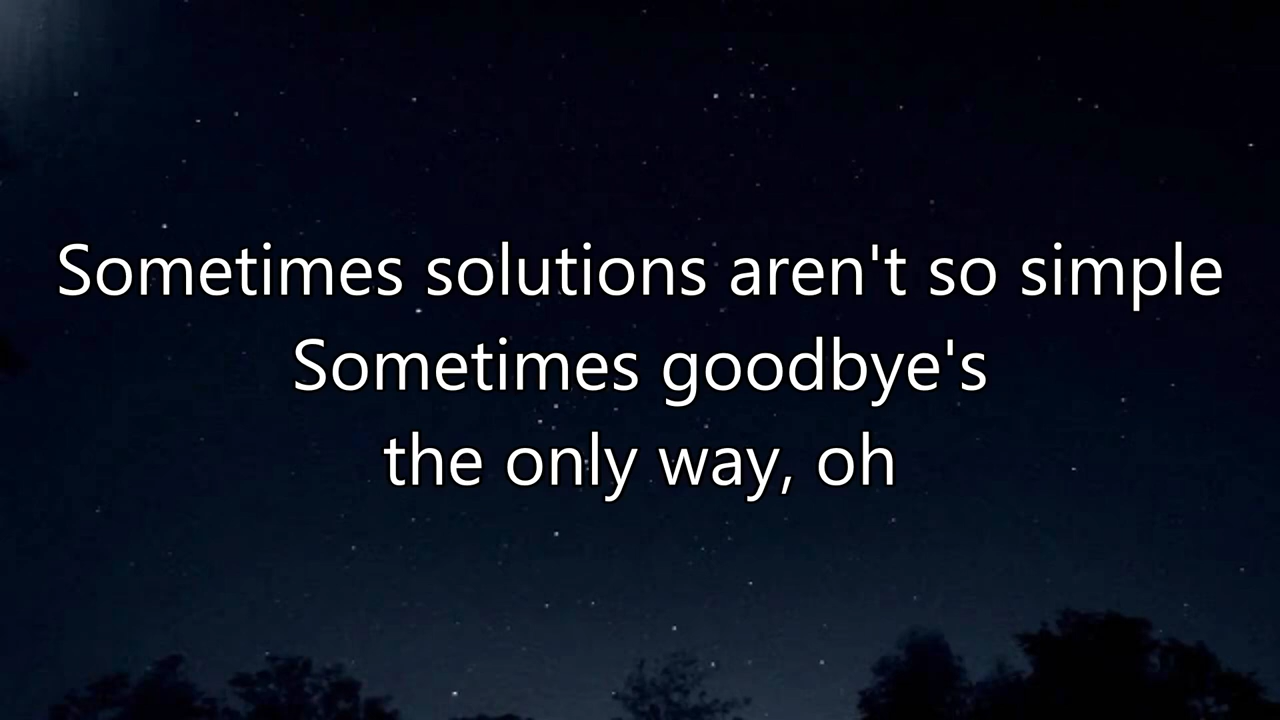 Sometimes solutions aren't so simple
Sometimes goodbye's
the only way, oh